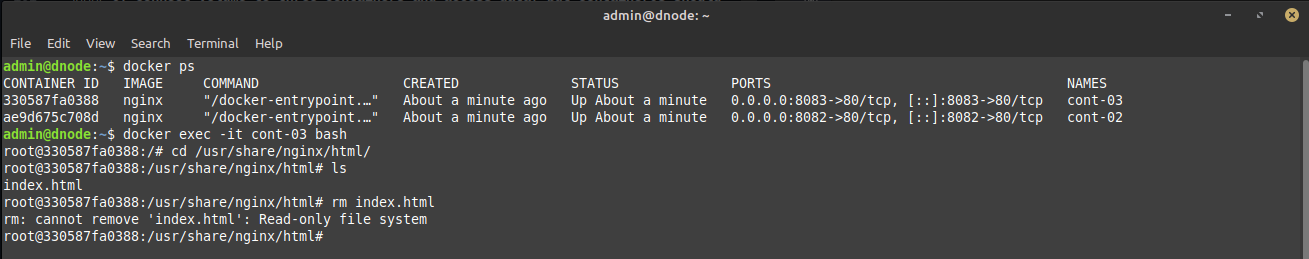 admin@dnode: ~
File Edit View Search Terminal Help
admin@dnode:~$ docker ps
CONTAINER ID   IMAGE     COMMAND                  CREATED              STATUS              PORTS                                     NAMES
330587fa0388   nginx     "/docker-entrypoint.…"   About a minute ago   Up About a minute   0.0.0.0:8083->80/tcp, [::]:8083->80/tcp   cont-03
ae9d675c708d   nginx     "/docker-entrypoint.…"   About a minute ago   Up About a minute   0.0.0.0:8082->80/tcp, [::]:8082->80/tcp   cont-02
admin@dnode:~$ docker exec -it cont-03 bash
root@330587fa0388:/# cd /usr/share/nginx/html/
root@330587fa0388:/usr/share/nginx/html# ls
index.html
root@330587fa0388:/usr/share/nginx/html# rm index.html
rm: cannot remove 'index.html': Read-only file system
root@330587fa0388:/usr/share/nginx/html#